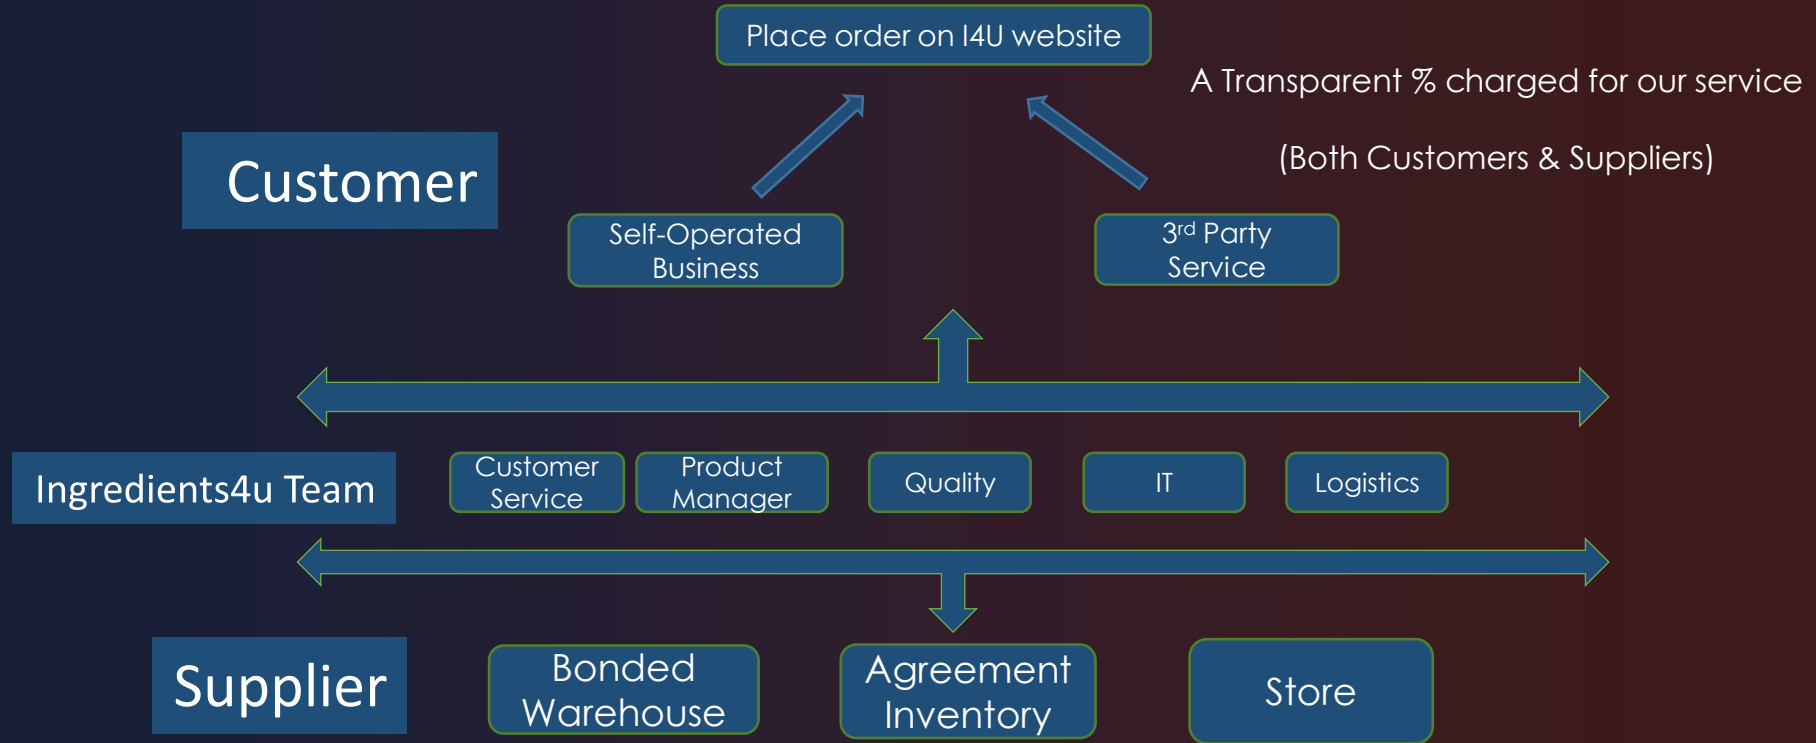 Place order on I4U website
A Transparent % charged for our service
(Both Customers & Suppliers)
Customer
Self-Operated
Business
3rd Party
Service
Ingredients4u Team
Customer
Service
Product
Manager
Quality
IT
Logistics
Supplier
Bonded
Warehouse
Agreement
Inventory
Store